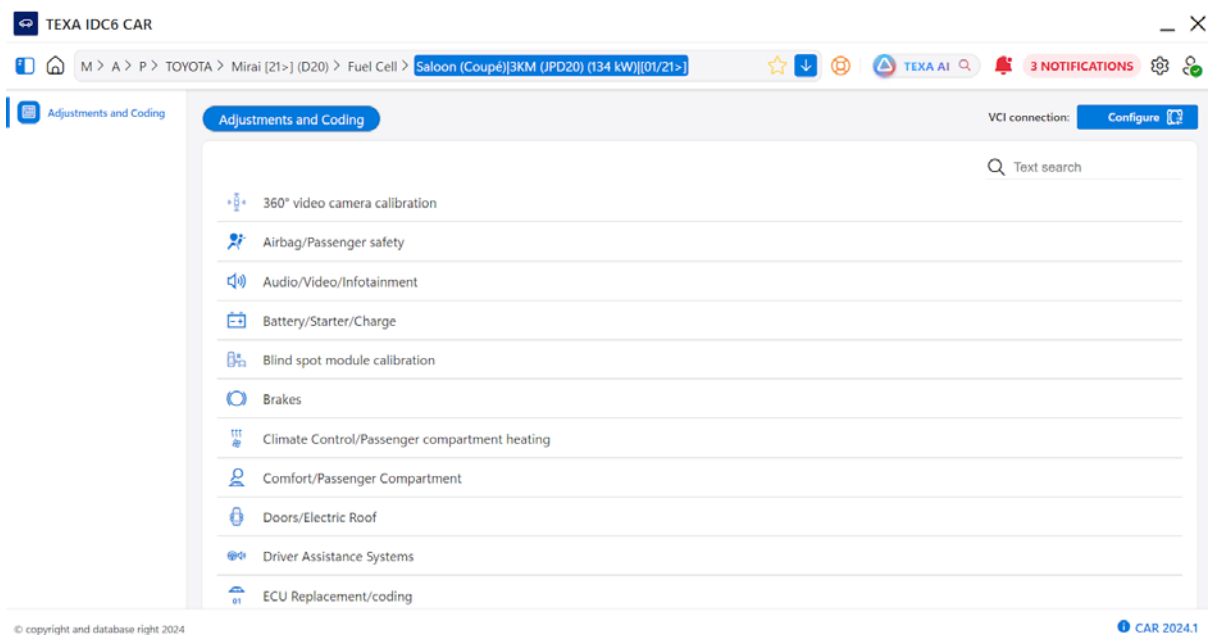 TEXA IDC6 CAR
M > A > P > TOYOTA > Mirai [21>] (D20) > Fuel Cell > Saloon (Coupé)|3KM (JPD20) (134 kW)|[01/21>] TEXA AI 3 NOTIFICATIONS
Adjustments and Coding
Adjustments and Coding VCI connection: Configure
Text search
360° video camera calibration
Airbag/Passenger safety
Audio/Video/Infotainment
Battery/Starter/Charge
Blind spot module calibration
Brakes
Climate Control/Passenger compartment heating
Comfort/Passenger Compartment
Doors/Electric Roof
Driver Assistance Systems
01 ECU Replacement/coding
© copyright and database right 2024 CAR 2024.1